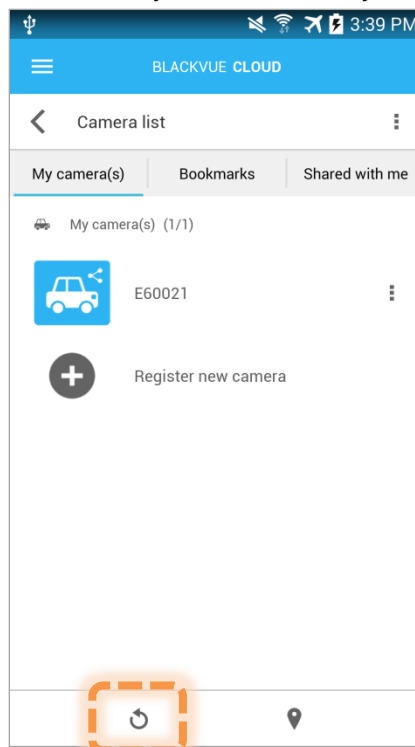 3:39 PM
BLACKVUE CLOUD
Camera list
My camera(s) Bookmarks Shared with me
My camera(s) (1/1)
E60021
Register new camera